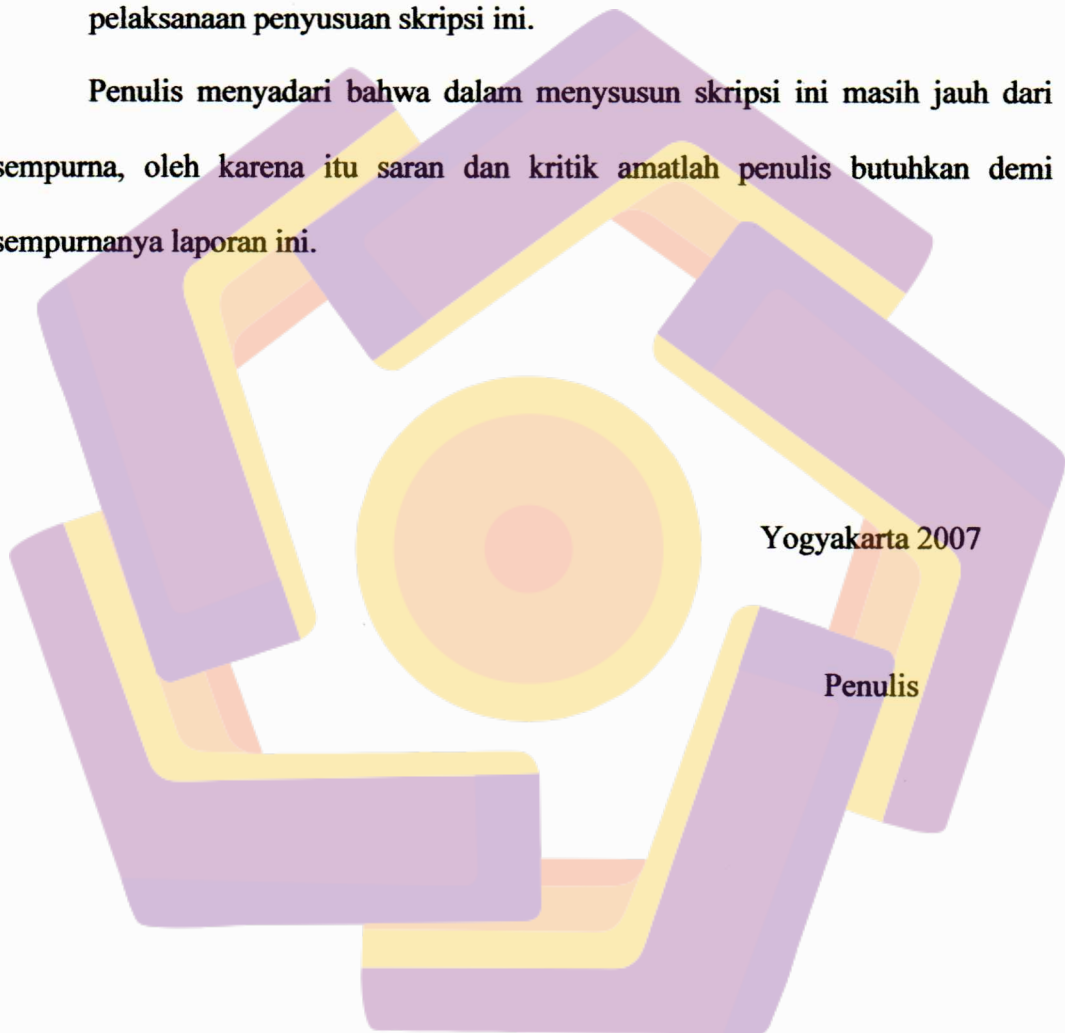 pelaksanaan penyusuan skripsi ini.
Penulis menyadari bahwa dalam menysusun skripsi ini masih jauh dari
sempurna, oleh karena itu saran dan kritik amatlah penulis butuhkan demi
sempurnanya laporan ini.
Yogyakarta 2007
Penulis